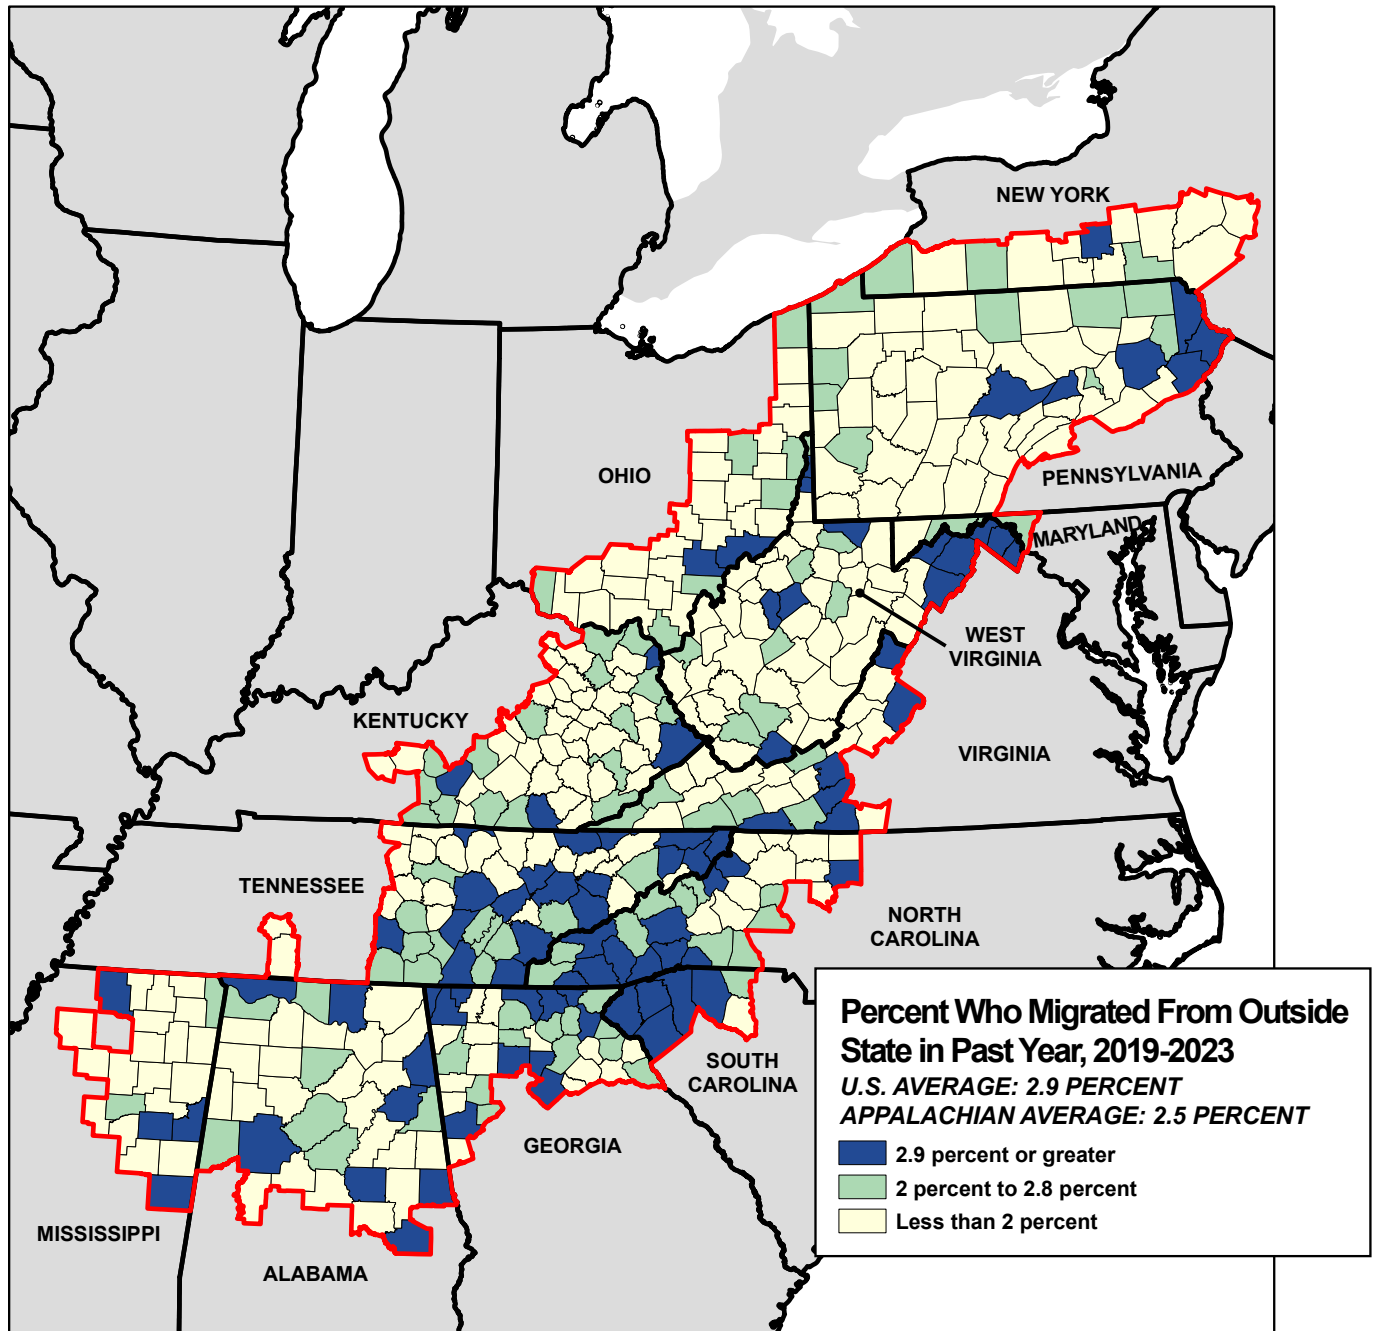 NEW YORK
OHIO
PENNSYLVANIA
MARYLAND
WEST
VIRGINIA
KENTUCKY
VIRGINIA
TENNESSEE
NORTH
CAROLINA
SOUTH
CAROLINA
GEORGIA
MISSISSIPPI
ALABAMA
Percent Who Migrated From Outside
State in Past Year, 2019-2023
U.S. AVERAGE: 2.9 PERCENT
APPALACHIAN AVERAGE: 2.5 PERCENT
2.9 percent or greater
2 percent to 2.8 percent
Less than 2 percent